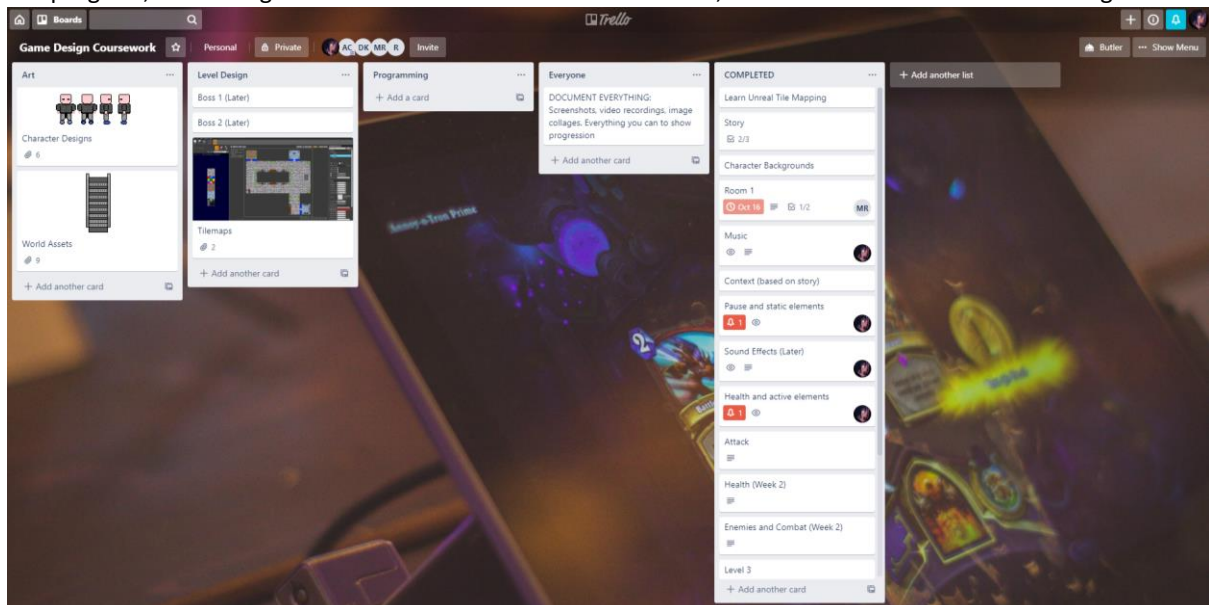 Boards
Trello
Game Design Coursework
Personal
Private
AC DK MR R
Invite
Butler
... Show Menu
Art
Character Designs
6
World Assets
9
+ Add another card
Level Design
Boss 1 (Later)
Boss 2 (Later)
Tilemaps
2
+ Add another card
Programming
+ Add a card
Everyone
DOCUMENT EVERYTHING:
Screenshots, video recordings, image
collages. Everything you can to show
progression
+ Add another card
COMPLETED
Learn Unreal Tile Mapping
Story
2/3
Character Backgrounds
Room 1
Oct 16 1/2 MR
Music
Context (based on story)
Pause and static elements
1
Sound Effects (Later)
Health and active elements
1
Attack
Health (Week 2)
Enemies and Combat (Week 2)
Level 3
+ Add another card
+ Add another list